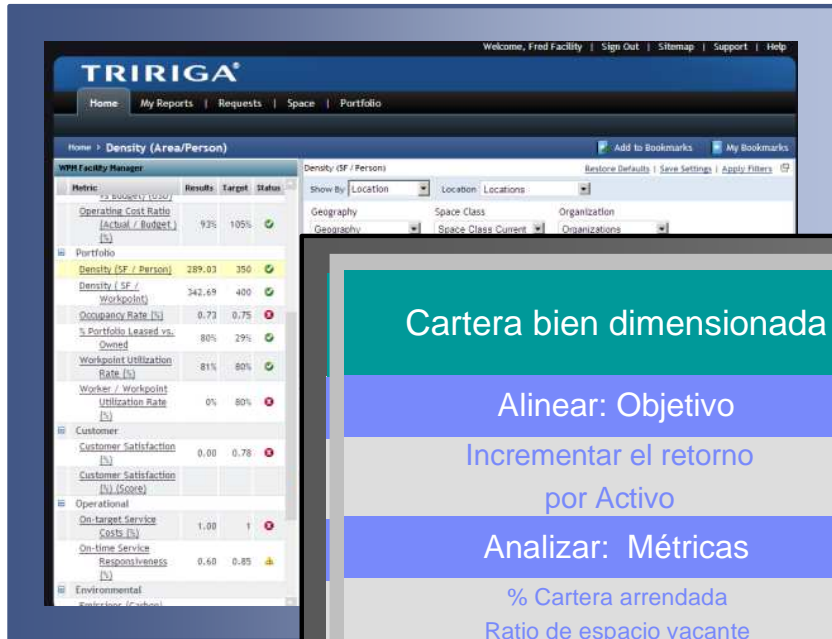 Welcome, Fred Facility | Sign Out | Sitemap | Support | Help
TRIRIGA
Home My Reports | Requests | Space | Portfolio
Home > Density (Area/Person) Add to Bookmarks My Bookmarks
WPM Facility Manager
Metric Results Target Status
vs Budget) (USD)
Operating Cost Ratio
(Actual / Budget ) 93% 105%
(%)
Portfolio
Density (SF / Person) 289.03 350
Density ( SF /
Workpoint) 342.69 400
Occupancy Rate (%) 0.73 0.75
% Portfolio Leased vs.
Owned 80% 29%
Workpoint Utilization
Rate (%) 81% 80%
Worker / Workpoint
Utilization Rate 0% 80%
(%)
Customer
Customer Satisfaction
(%) 0.00 0.78
Customer Satisfaction
(%) (Score)
Operational
On-target Service
Costs (%) 1.00 1
On-time Service
Responsiveness 0.60 0.85
(%)
Environmental
Emissions (Carbon)
Density (SF / Person) Restore Defaults | Save Settings | Apply Filters
Show By Location Location Locations
Geography Space Class Organization
Geography Space Class Current Organizations
Cartera bien dimensionada
Alinear: Objetivo
Incrementar el retorno
por Activo
Analizar: Métricas
% Cartera arrendada
Ratio de espacio vacante